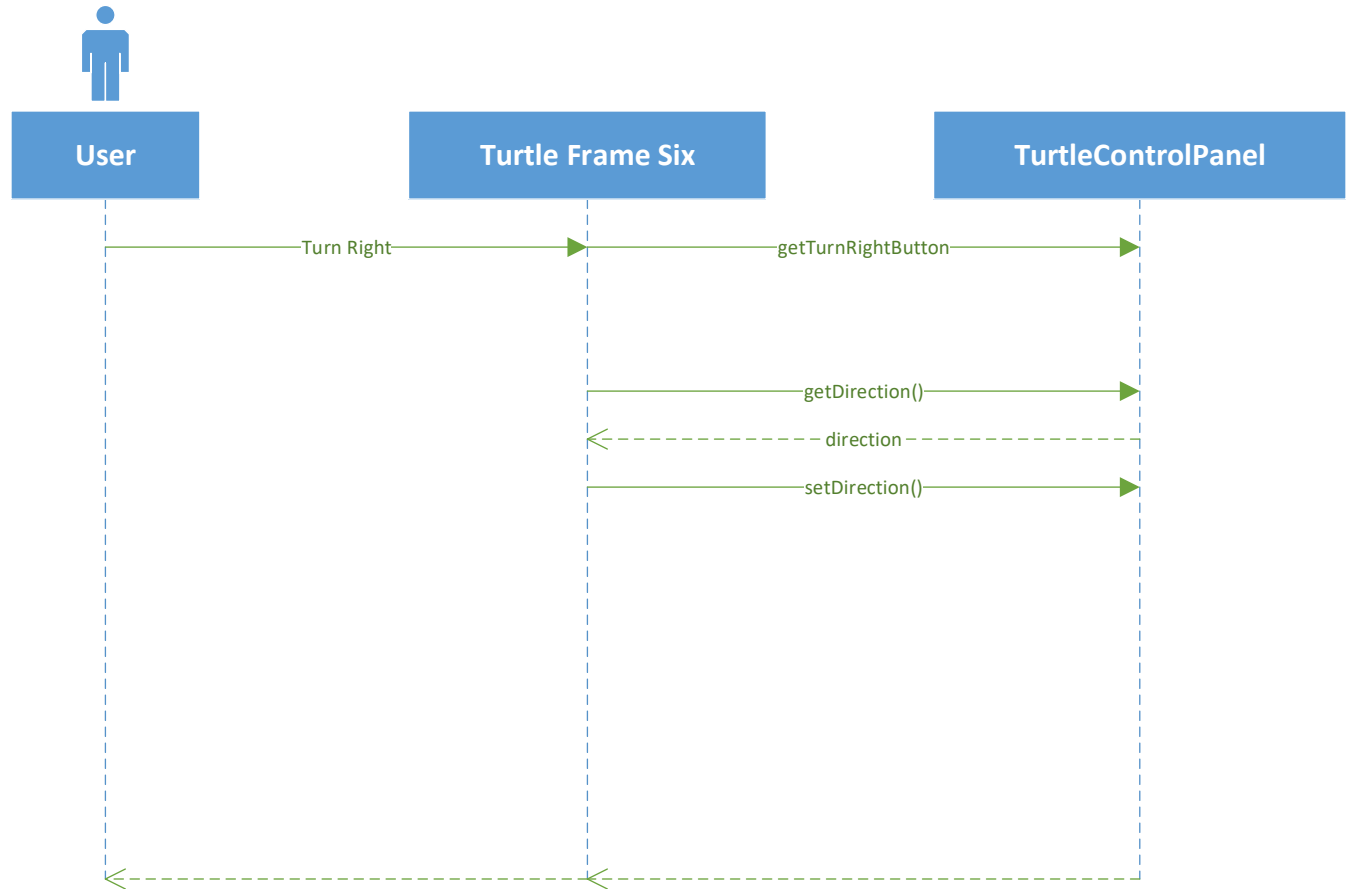 User
Turtle Frame Six
TurtleControlPanel
Turn Right
getTurnRightButton
getDirection()
direction
setDirection()